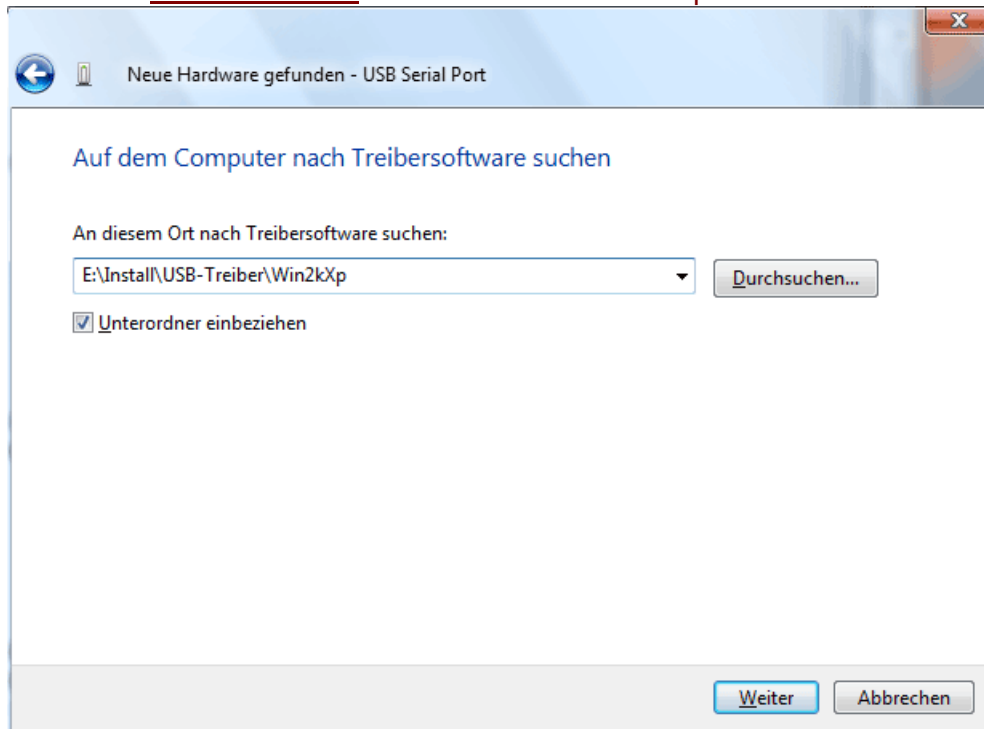 Neue Hardware gefunden - USB Serial Port
Auf dem Computer nach Treibersoftware suchen
An diesem Ort nach Treibersoftware suchen:
E:\Install\USB-Treiber\Win2kXp
Durchsuchen...
Unterordner einbeziehen
Weiter
Abbrechen